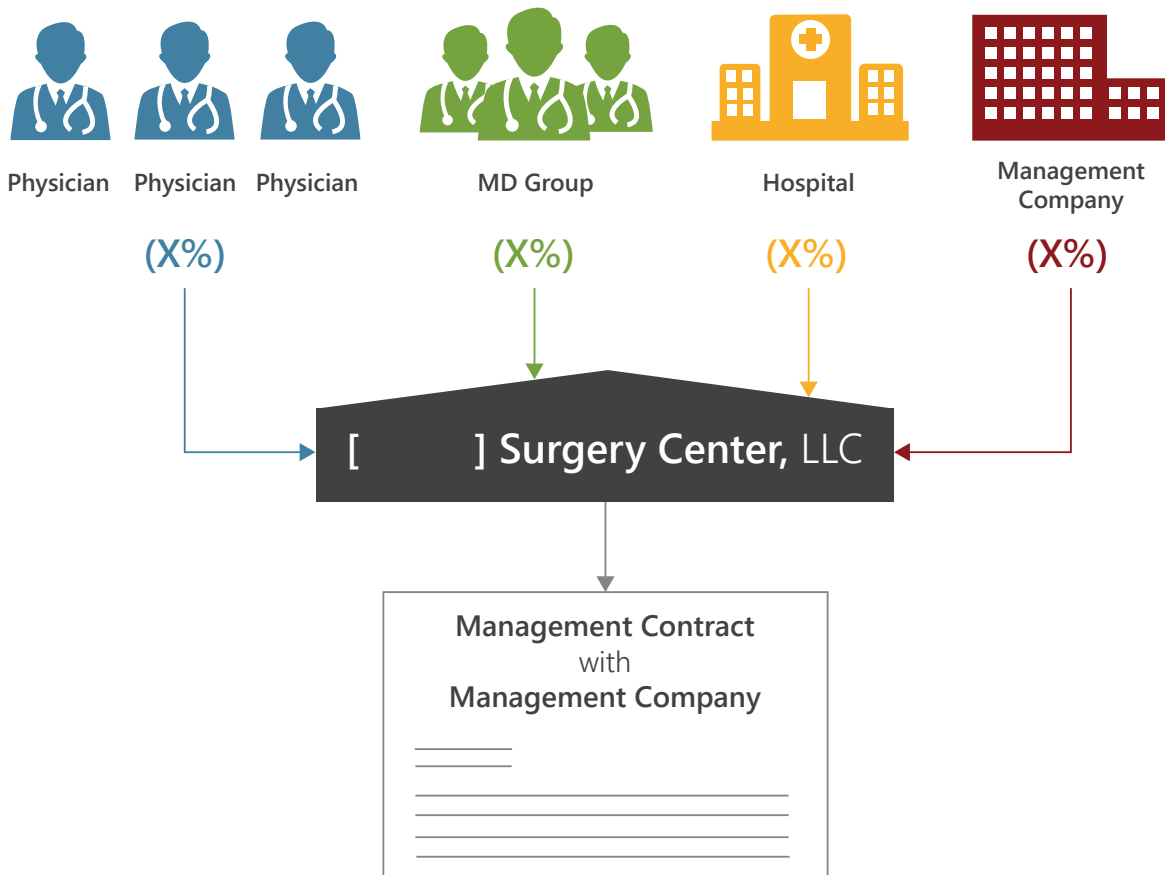 Physician Physician Physician MD Group Hospital Management
Company
(X%) (X%) (X%) (X%)
[ ] Surgery Center, LLC
Management Contract
with
Management Company